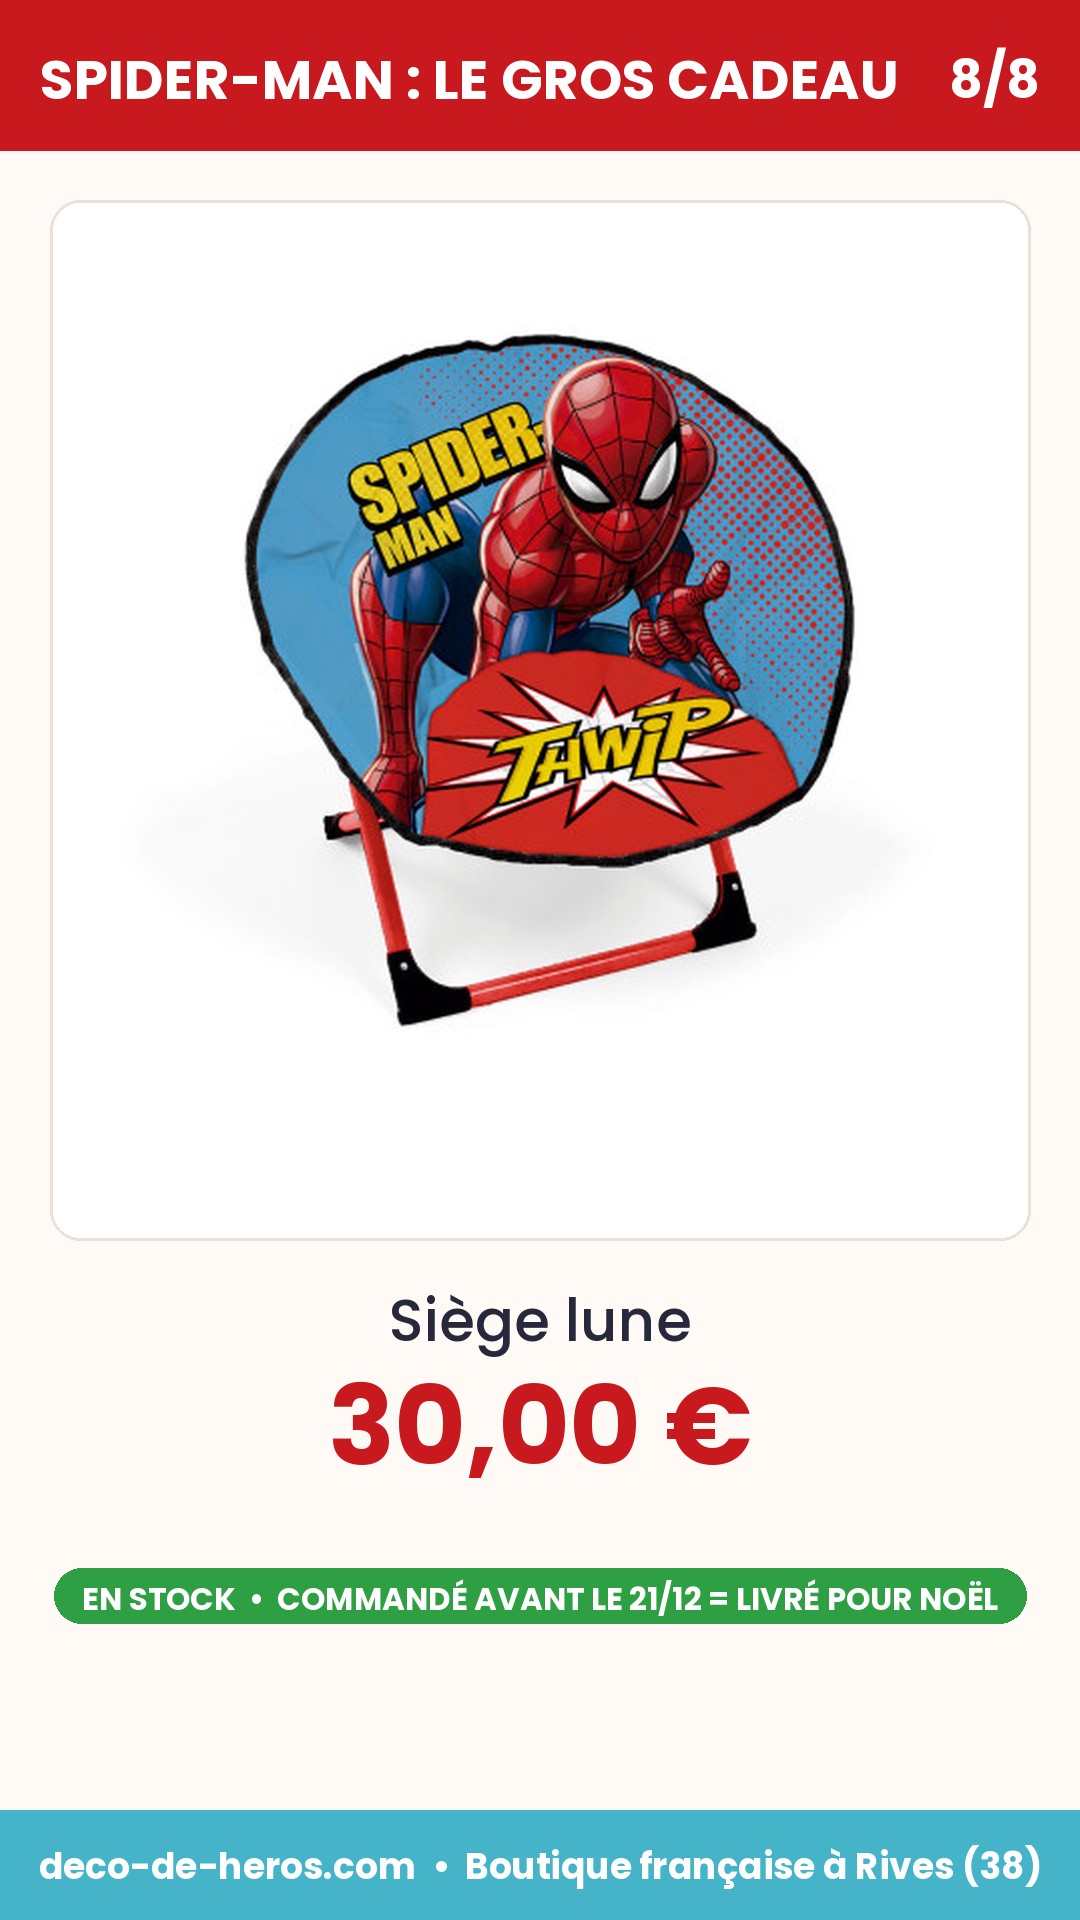 SPIDER-MAN : LE GROS CADEAU 8/8
SPIDER-
MAN
THWIP
Siège lune
30,00 €
EN STOCK • COMMANDÉ AVANT LE 21/12 = LIVRÉ POUR NOËL
deco-de-heros.com • Boutique française à Rives (38)